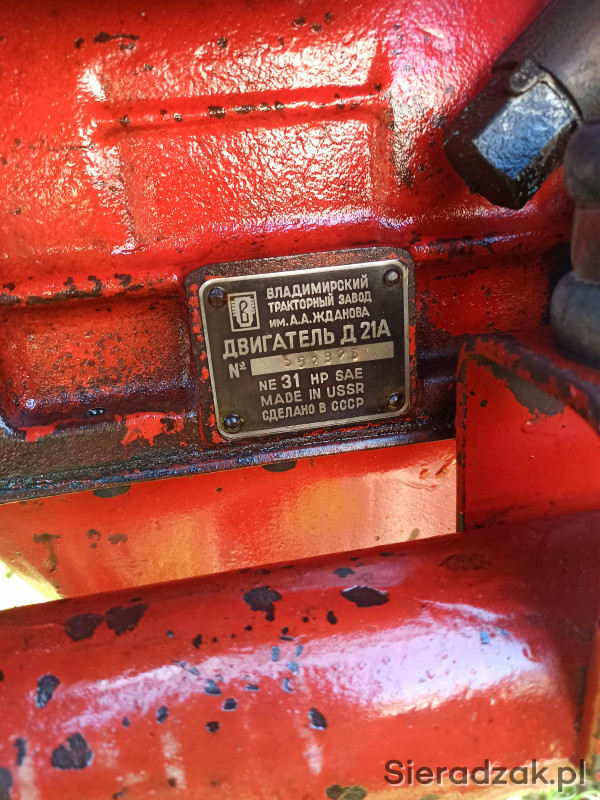 ВЛАДИМИРСКИЙ
ТРАКТОРНЫЙ ЗАВОД
ИМ. А.А.ЖДАНОВА
ДВИГАТЕЛЬ Д 21А
№
NE 31 HP SAE
MADE IN USSR
СДЕЛАНО В СССР
Sieradzak.pl